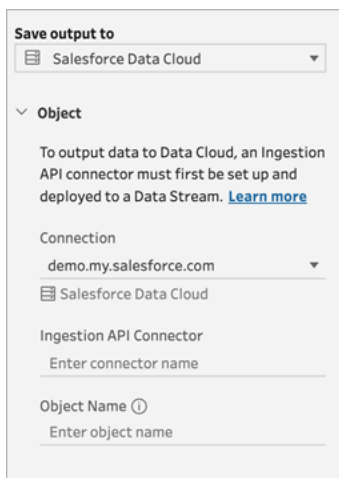 Save output to
Salesforce Data Cloud
Object
To output data to Data Cloud, an Ingestion
API connector must first be set up and
deployed to a Data Stream. Learn more
Connection
demo.my.salesforce.com
Salesforce Data Cloud
Ingestion API Connector
Enter connector name
Object Name
Enter object name